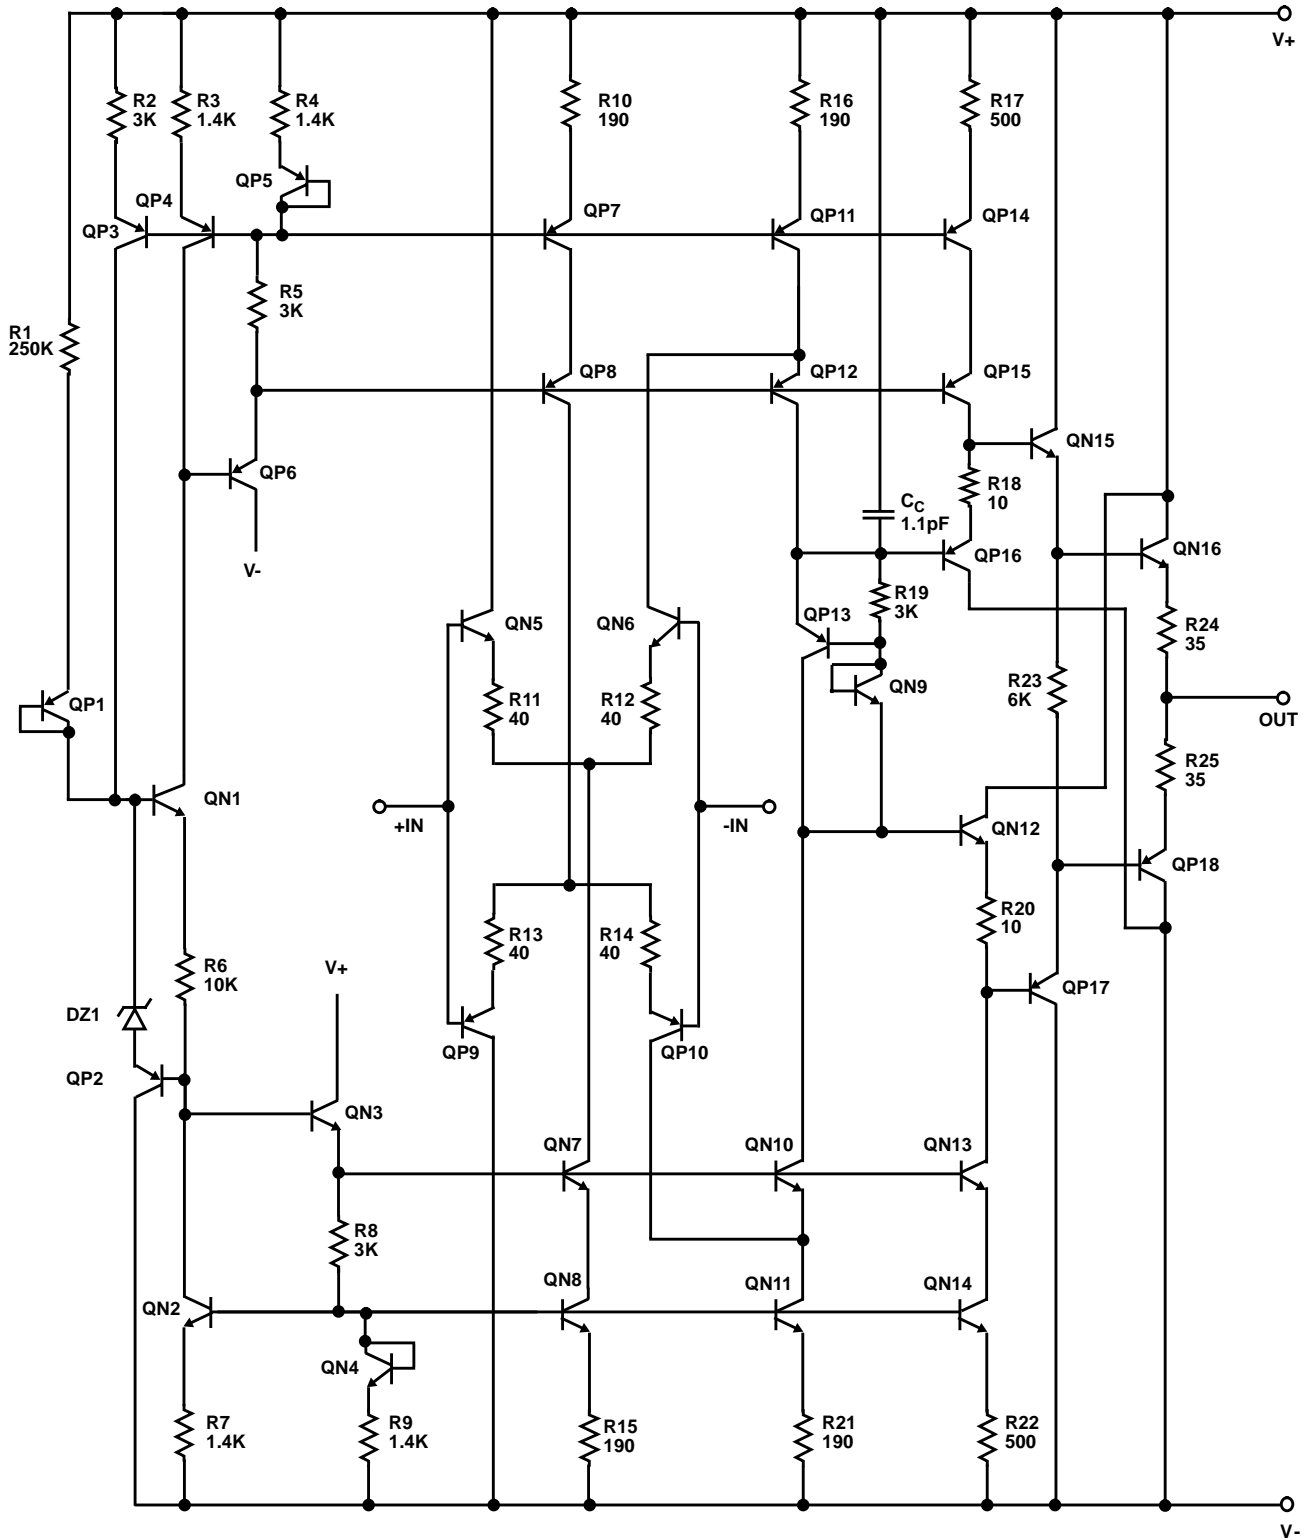 V+
R2
3K
R3
1.4K
R4
1.4K
R10
190
R16
190
R17
500
QP5
QP4
QP3
QP7
QP11
QP14
R5
3K
R1
250K
QP8
QP12
QP15
QN15
QP6
R18
10
CC
1.1pF
V-
QP16
QN16
R19
3K
QP13
QN5
QN6
R24
35
QN9
R23
6K
QP1
R11
40
R12
40
OUT
R25
35
QN1
+IN
-IN
QN12
QP18
R20
10
R13
40
R14
40
R6
10K
V+
DZ1
QP17
QP9
QP10
QP2
QN3
QN7
QN10
QN13
R8
3K
QN2
QN8
QN11
QN14
QN4
R7
1.4K
R9
1.4K
R15
190
R21
190
R22
500
V-